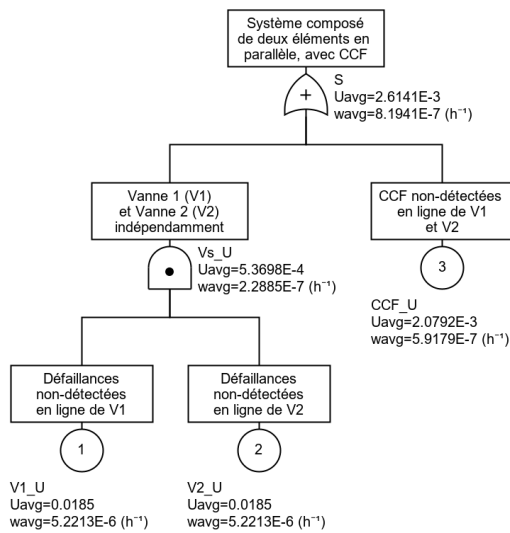 Système composé
de deux éléments en
parallèle, avec CCF
S
Uavg=2.6141E-3
wavg=8.1941E-7 (h⁻¹)
+
Vanne 1 (V1)
et Vanne 2 (V2)
indépendamment
Vs_U
Uavg=5.3698E-4
wavg=2.2885E-7 (h⁻¹)
CCF non-détectées
en ligne de V1
et V2
3
CCF_U
Uavg=2.0792E-3
wavg=5.9179E-7 (h⁻¹)
Défaillances
non-détectées
en ligne de V1
1
V1_U
Uavg=0.0185
wavg=5.2213E-6 (h⁻¹)
Défaillances
non-détectées
en ligne de V2
2
V2_U
Uavg=0.0185
wavg=5.2213E-6 (h⁻¹)